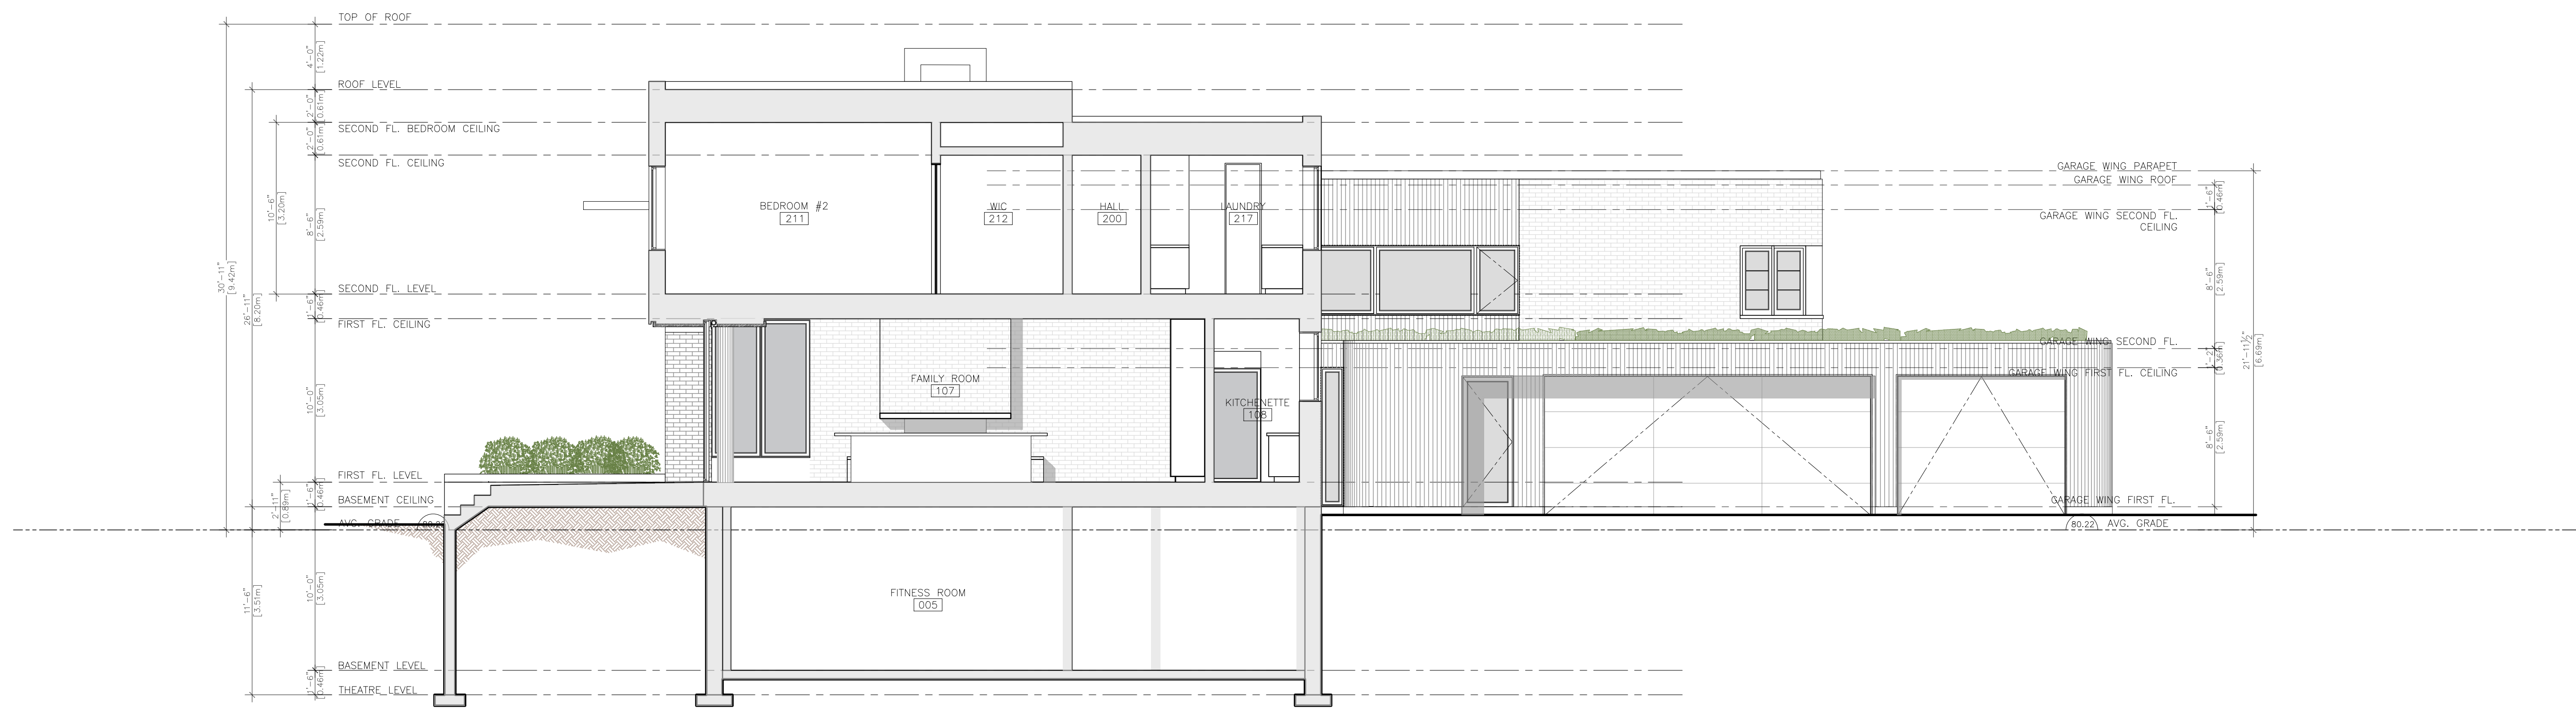 TOP OF ROOF
4'-0"
[1.22m]
ROOF LEVEL
2'-0"
[0.61m]
SECOND FL. BEDROOM CEILING
2'-0"
[0.61m]
SECOND FL. CEILING
10'-6"
[3.20m]
8'-6"
[2.59m]
30'-11"
[9.42m]
26'-11"
[8.20m]
SECOND FL. LEVEL
1'-6"
[0.46m]
FIRST FL. CEILING
10'-0"
[3.05m]
FIRST FL. LEVEL
2'-11"
[0.89m]
1'-6"
[0.46m]
BASEMENT CEILING
AVG. GRADE
80.22
11'-6"
[3.51m]
10'-0"
[3.05m]
BASEMENT LEVEL
1'-6"
[0.46m]
THEATRE LEVEL
BEDROOM #2
211
WIC
212
HALL
200
LAUNDRY
217
FAMILY ROOM
107
KITCHENETTE
108
FITNESS ROOM
005
GARAGE WING PARAPET
GARAGE WING ROOF
1'-6"
[0.46m]
GARAGE WING SECOND FL.
CEILING
8'-6"
[2.59m]
GARAGE WING SECOND FL.
1'-2"
[0.36m]
21'-11½"
[6.69m]
GARAGE WING FIRST FL. CEILING
8'-6"
[2.59m]
GARAGE WING FIRST FL.
80.22
AVG. GRADE